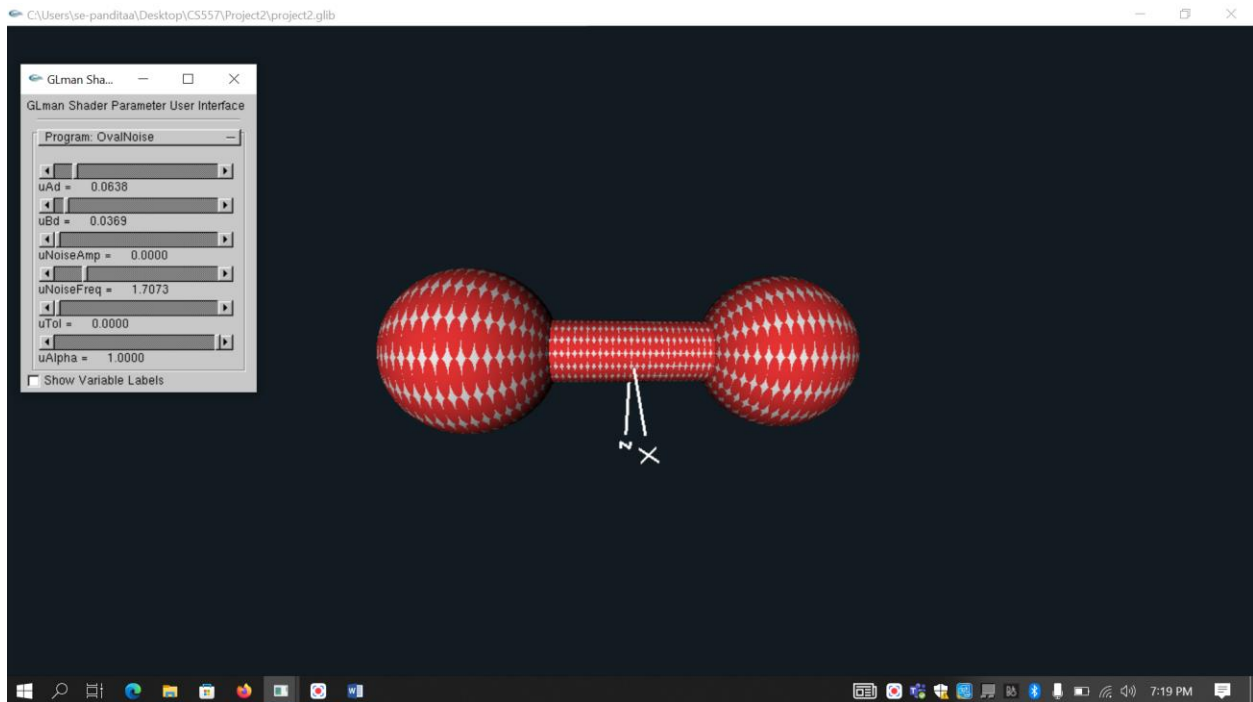 C:\Users\se-panditaa\Desktop\CS557\Project2\project2.glib
GLman Sha...
GLman Shader Parameter User Interface
Program: OvalNoise
uAd = 0.0638
uBd = 0.0369
uNoiseAmp = 0.0000
uNoiseFreq = 1.7073
uTol = 0.0000
uAlpha = 1.0000
Show Variable Labels
Z
X
7:19 PM